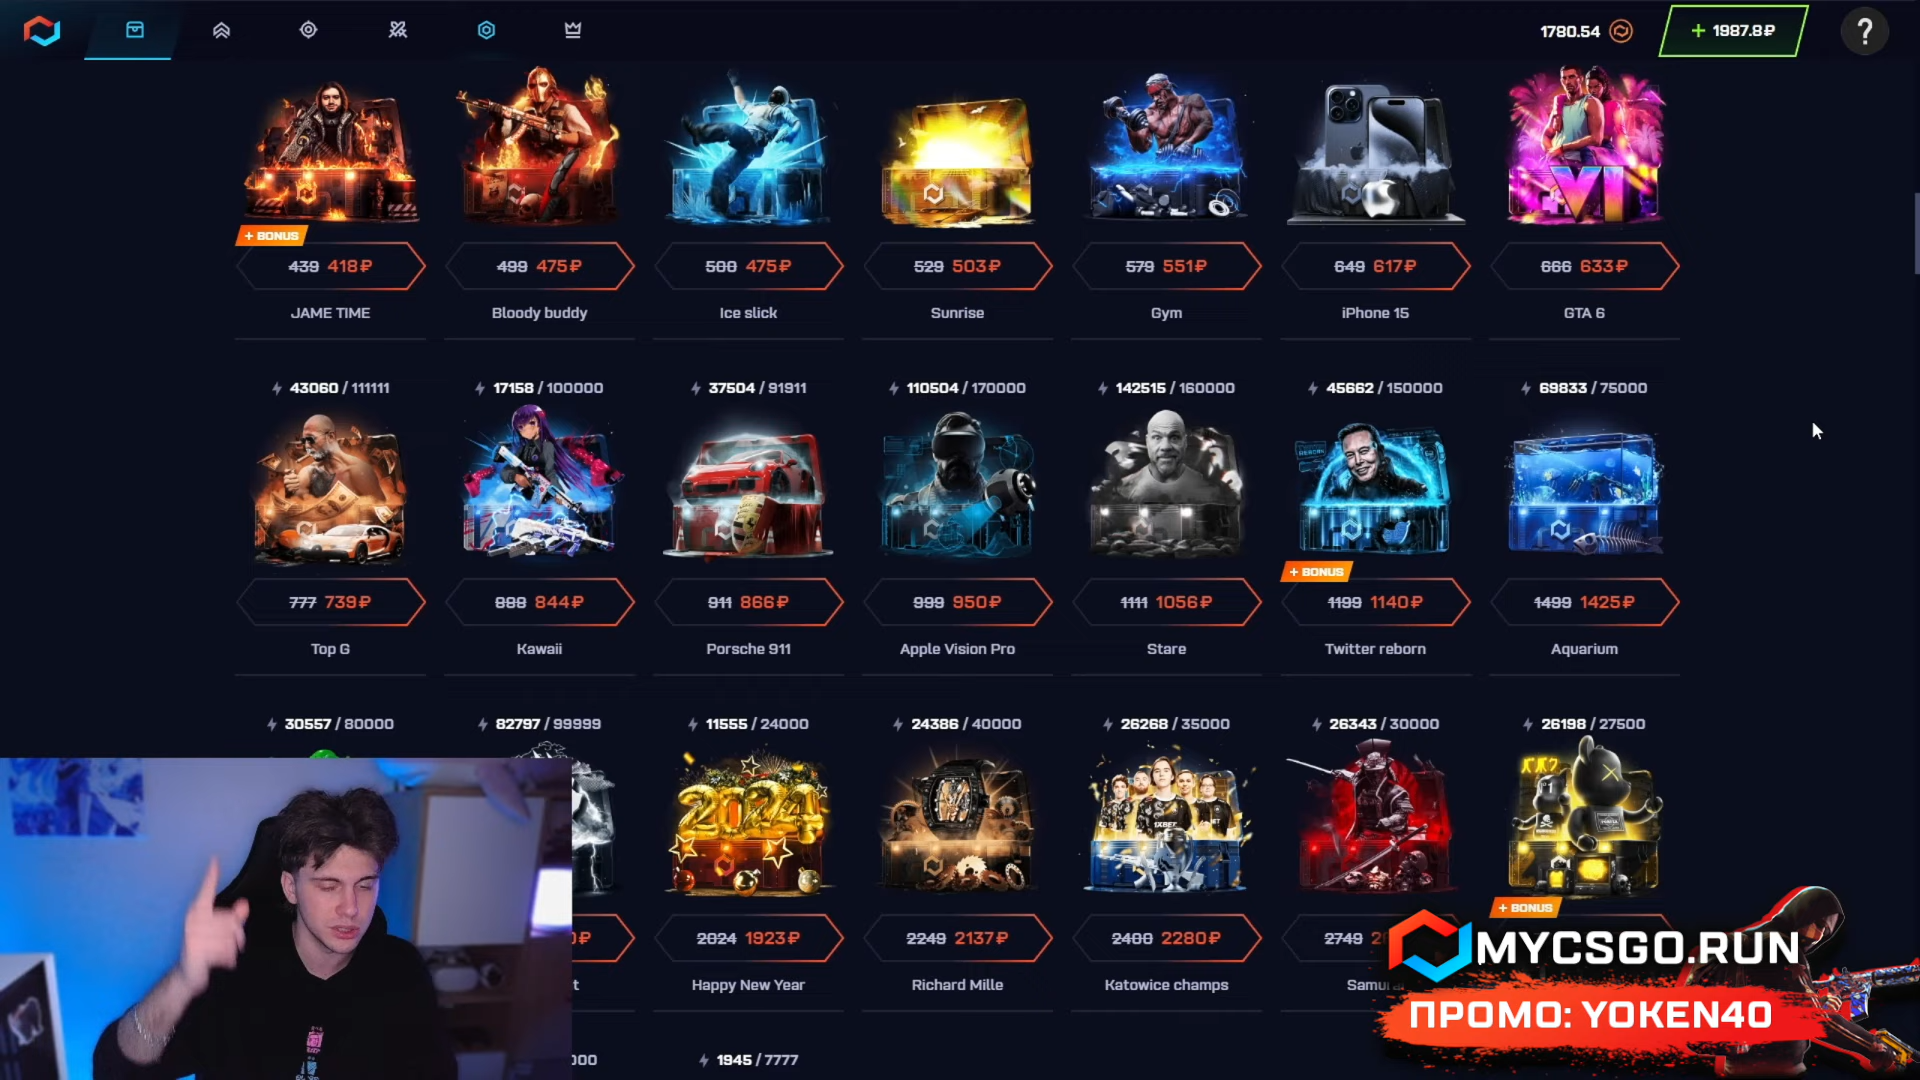 1780.54
+ 1987.8₽
?
VI
+ BONUS
439 418₽
499 475₽
500 475₽
529 503₽
579 551₽
649 617₽
666 633₽
JAME TIME
Bloody buddy
Ice slick
Sunrise
Gym
iPhone 15
GTA 6
43060 / 111111
17158 / 100000
37504 / 91911
110504 / 170000
142515 / 160000
45662 / 150000
69833 / 75000
+ BONUS
777 739₽
888 844₽
911 866₽
999 950₽
1111 1056₽
1199 1140₽
1499 1425₽
Top G
Kawaii
Porsche 911
Apple Vision Pro
Stare
Twitter reborn
Aquarium
30557 / 80000
82797 / 99999
11555 / 24000
24386 / 40000
26268 / 35000
26343 / 30000
26198 / 27500
2024
1XBET
+ BONUS
2024 1923₽
2249 2137₽
2400 2280₽
2749
Happy New Year
Richard Mille
Katowice champs
Samurai
1945 / 7777
MYCSGO.RUN
ПРОМО: YOKEN40